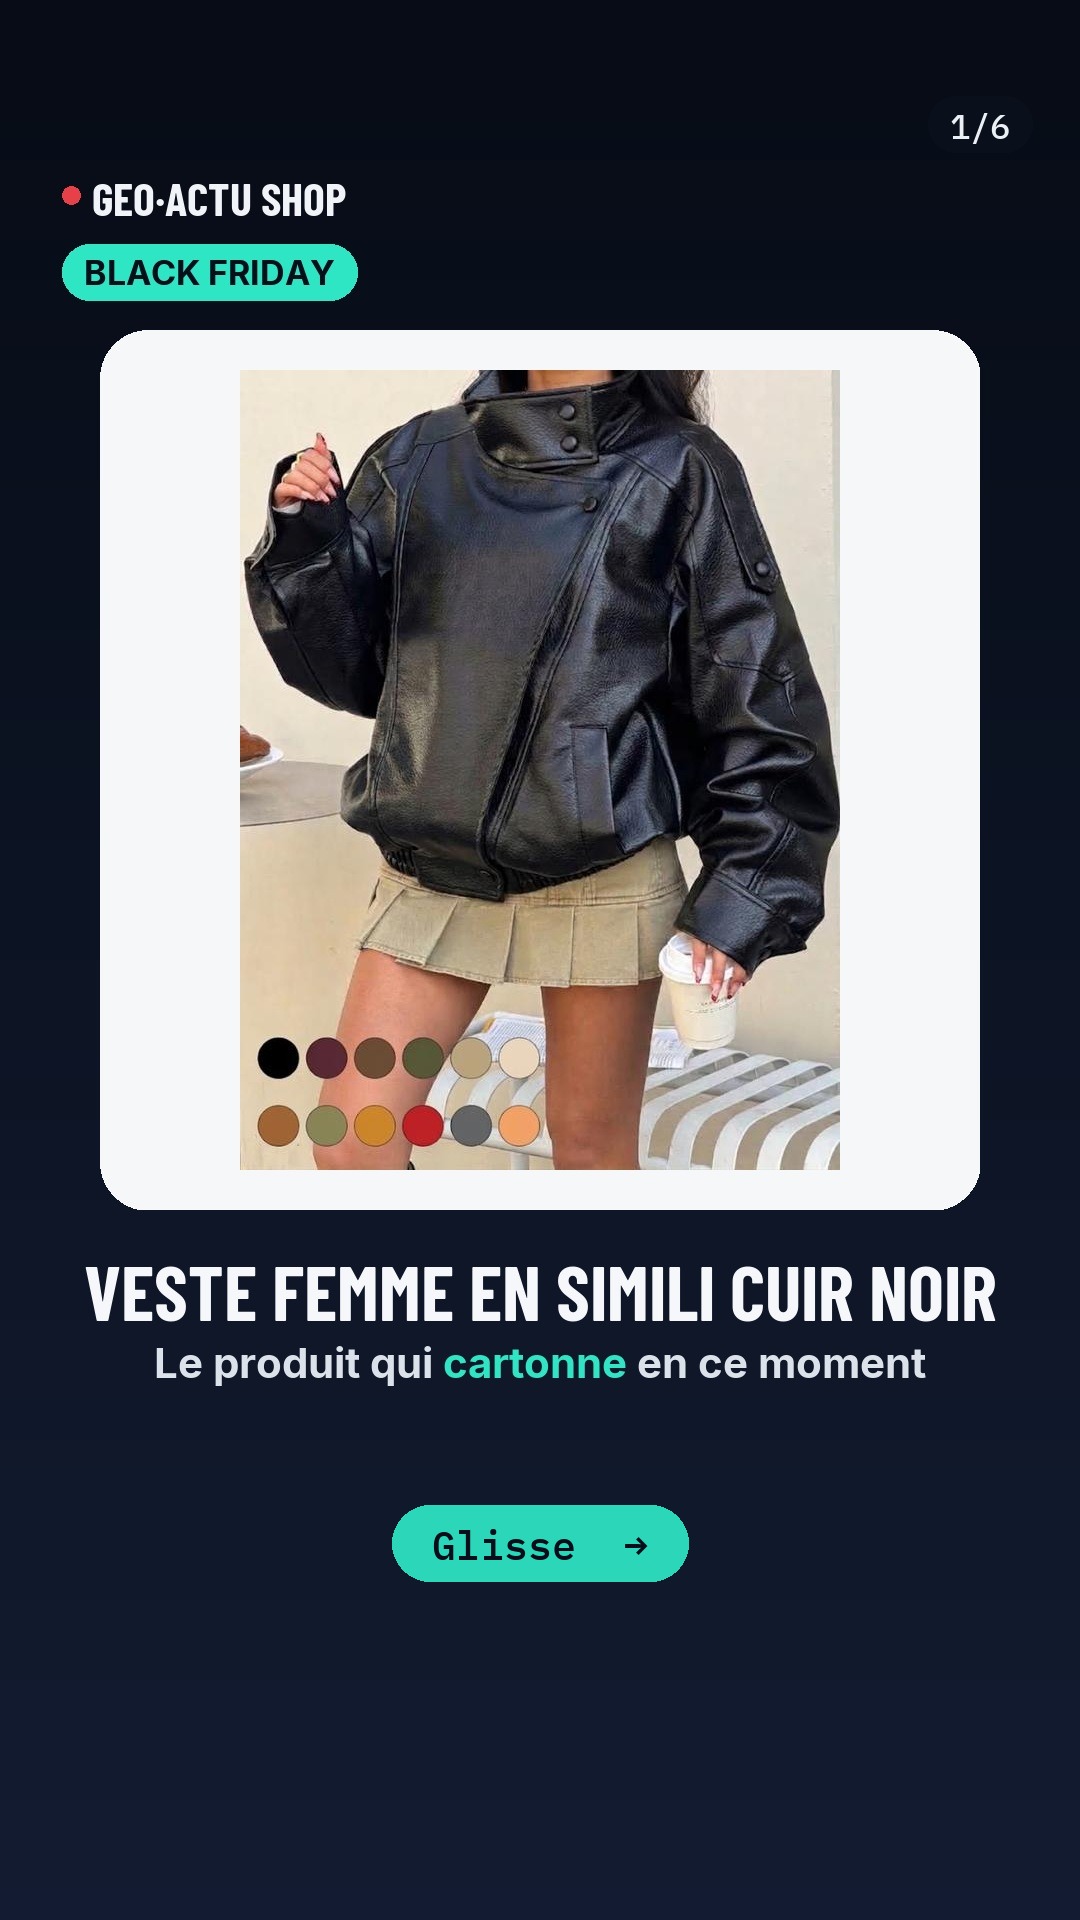 1/6
GEO·ACTU SHOP
BLACK FRIDAY
VESTE FEMME EN SIMILI CUIR NOIR
Le produit qui cartonne en ce moment
Glisse →